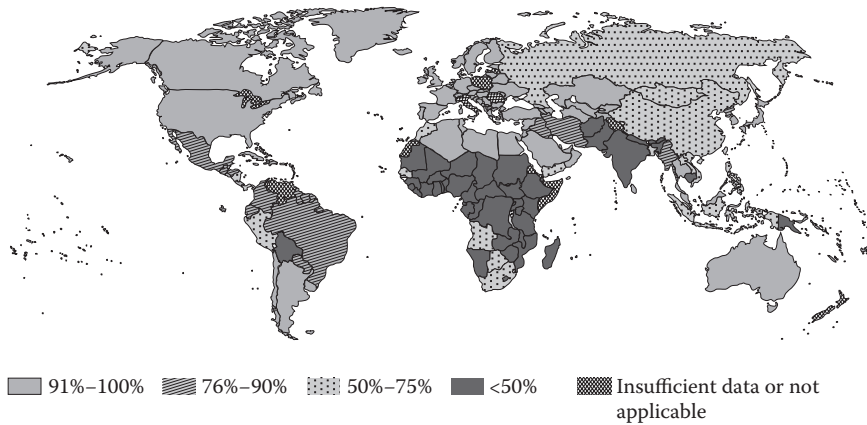 91%–100%
76%–90%
50%–75%
<50%
Insufficient data or not
applicable